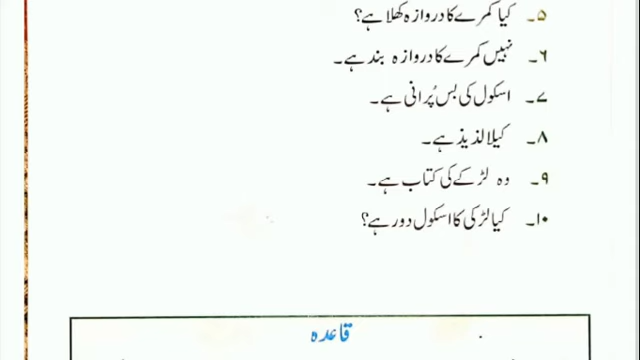 ۵۔ کیا کمرے کا دروازہ کھلا ہے؟
۶۔ نہیں کمرے کا دروازہ بند ہے۔
۷۔ اسکول کی بس پُرانی ہے۔
۸۔ کیلا لذیذ ہے۔
۹۔ وہ لڑکے کی کتاب ہے۔
۱۰۔ کیا لڑکی کا اسکول دور ہے؟
قاعدہ